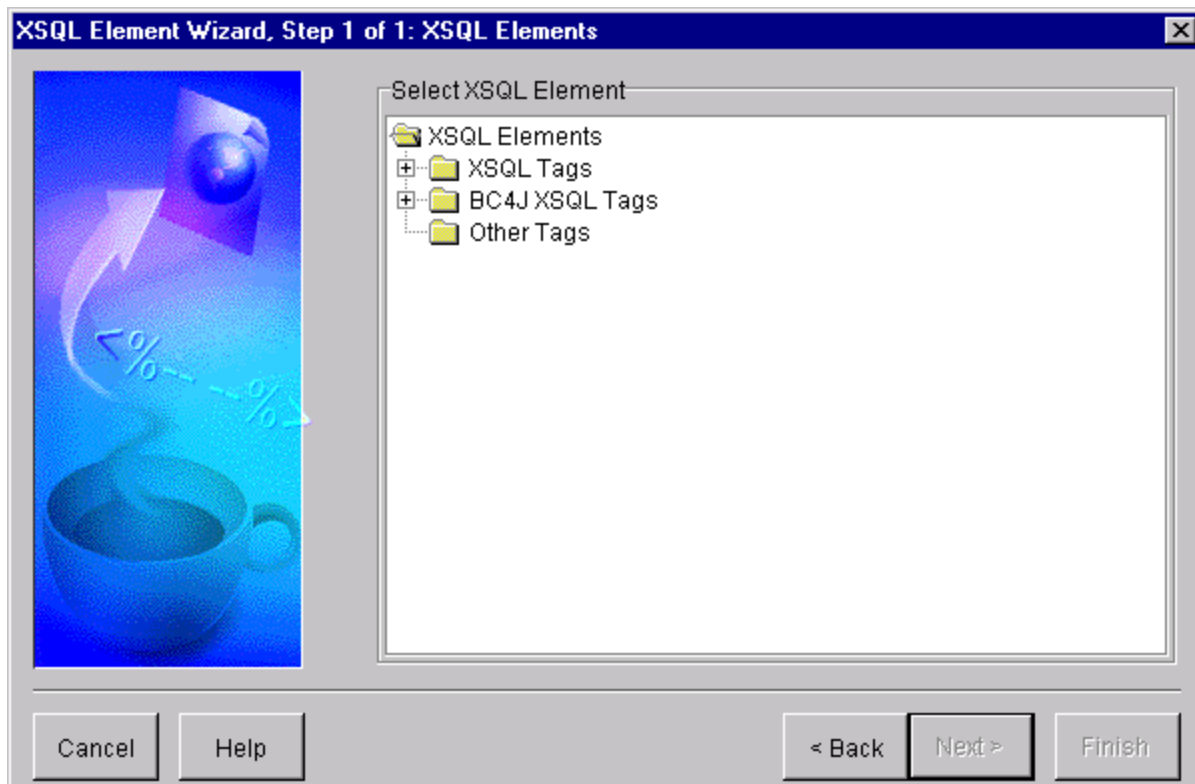 XSQL Element Wizard, Step 1 of 1: XSQL Elements
Select XSQL Element
XSQL Elements
XSQL Tags
BC4J XSQL Tags
Other Tags
<%-- --%>
Cancel Help < Back Next > Finish